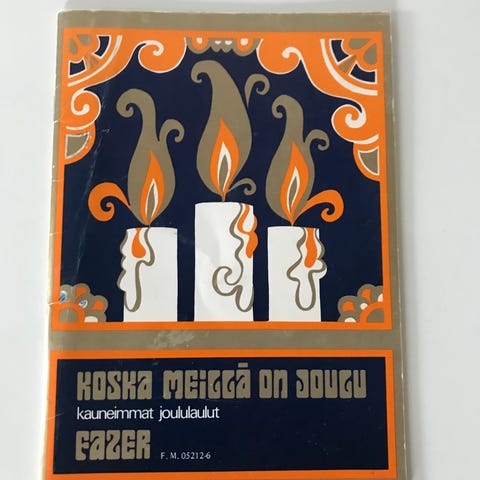 KOSKA MEILLÄ ON JOULU
kauneimmat joululaulut
FAZER F. M. 05212-6